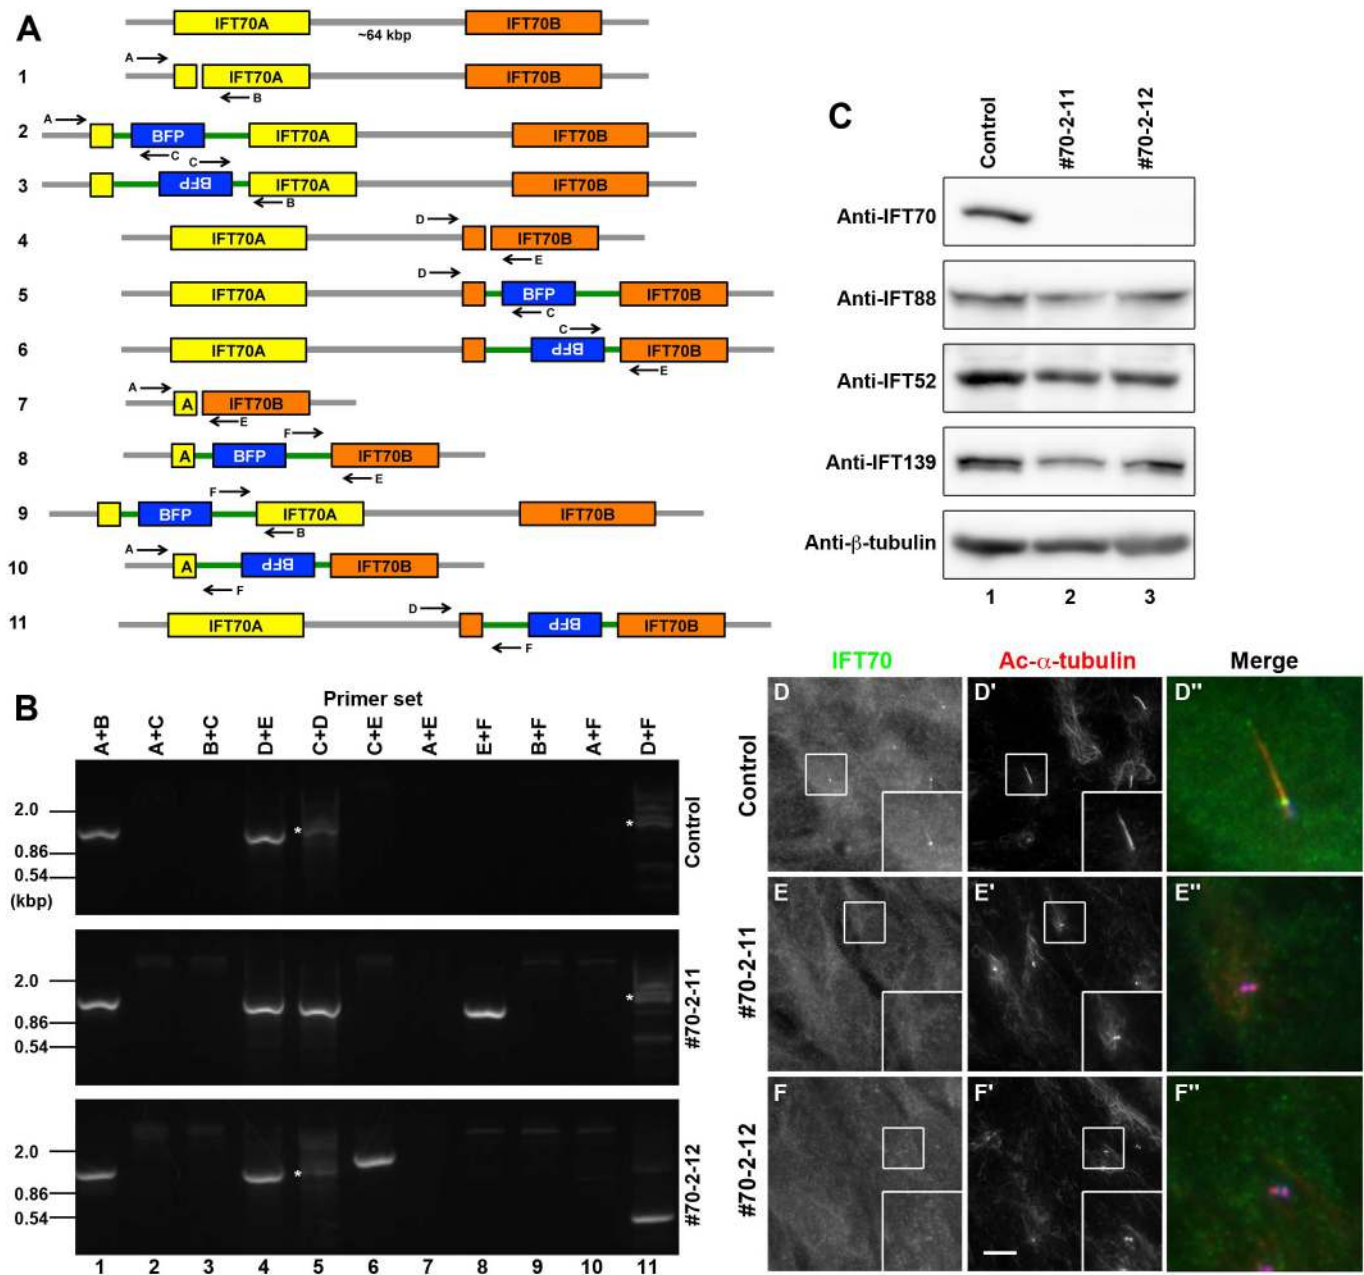 A
IFT70A
~64 kbp
IFT70B
1
A
IFT70A
B
IFT70B
2
A
BFP
C
IFT70A
IFT70B
3
C
BFP
IFT70A
B
IFT70B
4
IFT70A
D
IFT70B
E
5
IFT70A
D
BFP
C
IFT70B
6
IFT70A
C
BFP
IFT70B
E
7
A
A
IFT70B
E
8
A
BFP
F
IFT70B
E
9
BFP
F
IFT70A
B
IFT70B
10
A
A
F
BFP
IFT70B
11
IFT70A
D
F
BFP
IFT70B
B
Primer set
A+B A+C B+C D+E C+D C+E A+E E+F B+F A+F D+F
2.0
0.86
0.54
(kbp)
*
*
Control
2.0
0.86
0.54
*
#70-2-11
2.0
0.86
0.54
*
#70-2-12
1 2 3 4 5 6 7 8 9 10 11
C
Control #70-2-11 #70-2-12
Anti-IFT70
Anti-IFT88
Anti-IFT52
Anti-IFT139
Anti-β-tubulin
1 2 3
IFT70 Ac-α-tubulin Merge
Control
D D' D"
#70-2-11
E E' E"
#70-2-12
F F' F"